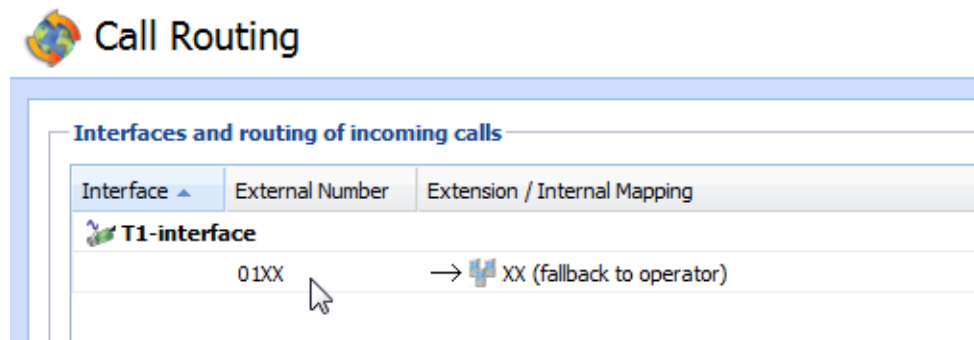 Call Routing
Interfaces and routing of incoming calls
Interface External Number Extension / Internal Mapping
T1-interface
01XX → XX (fallback to operator)